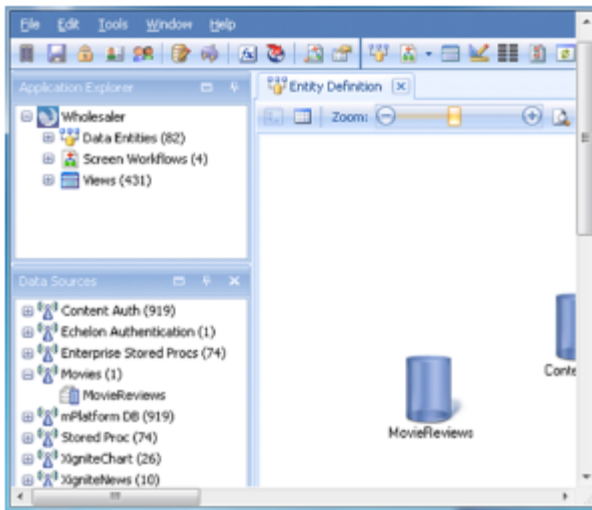 File Edit Tools Window Help
Application Explorer
Wholesaler
Data Entities (82)
Screen Workflows (4)
Views (431)
Entity Definition
Zoom:
Data Sources
Content Auth (919)
Echelon Authentication (1)
Enterprise Stored Procs (74)
Movies (1)
MovieReviews
mPlatform DB (919)
Stored Proc (74)
XigniteChart (26)
XigniteNews (10)
Conte
MovieReviews